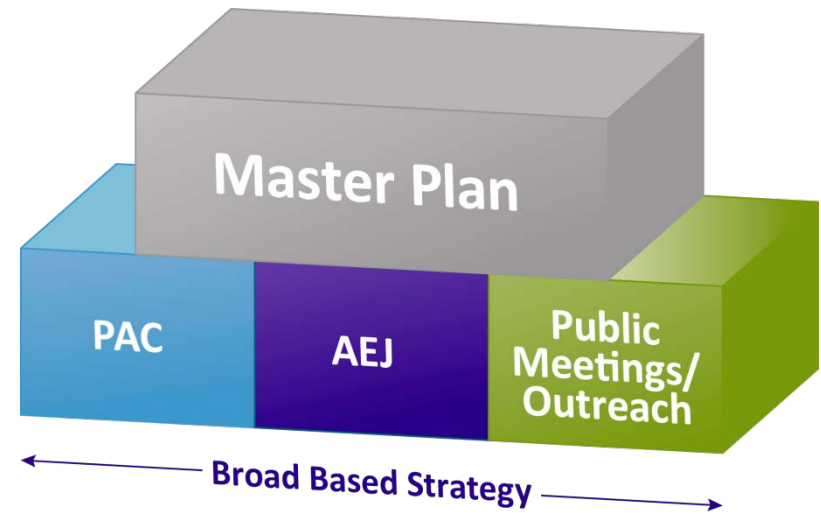 Master Plan
PAC
AEJ
Public
Meetings/
Outreach
Broad Based Strategy